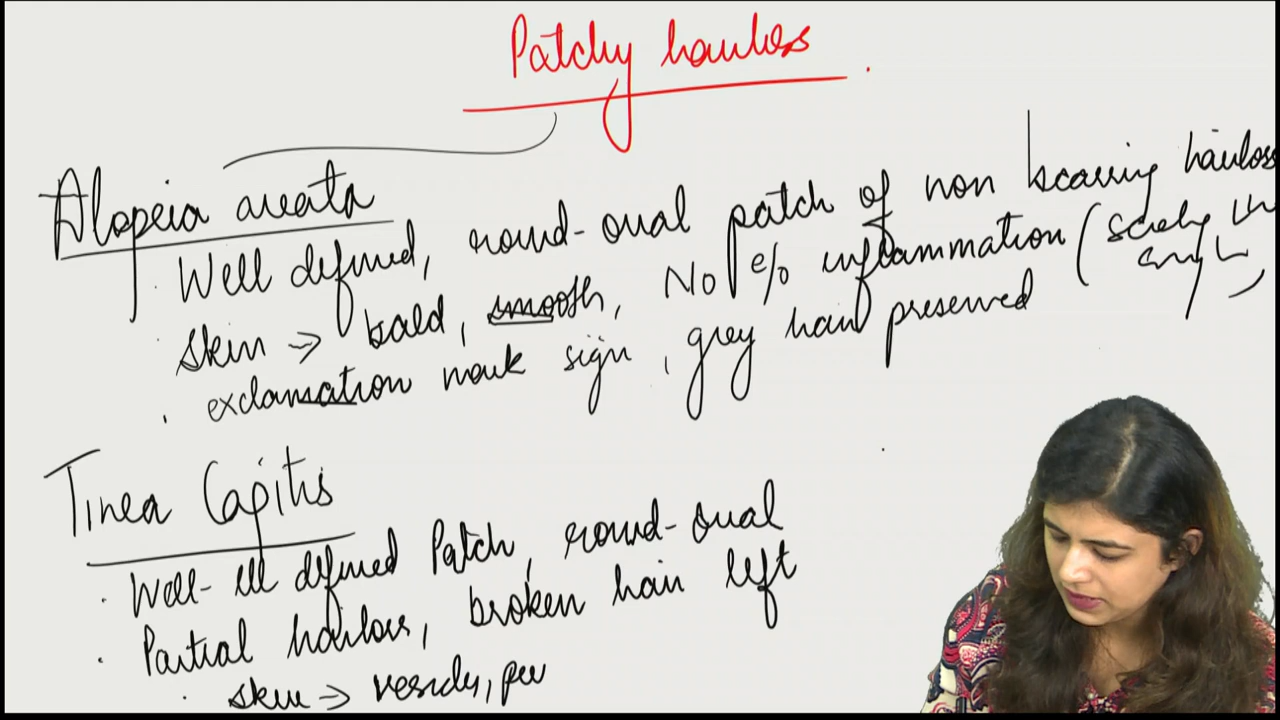 Patchy hairloss
Alopecia areata
Well defined, round-oval patch of non scarring hairloss
skin → bald, smooth, No e/o inflammation (scaly,
exclamation mark sign, grey hair preserved
Tinea Capitis
Well-ill defined Patch, round-oval
Partial hairloss, broken hair left
skin → vesicles, pu